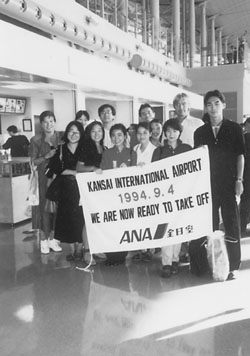 KANSAI INTERNATIONAL AIRPORT
1994.9.4
WE ARE NOW READY TO TAKE OFF
ANA 全日空